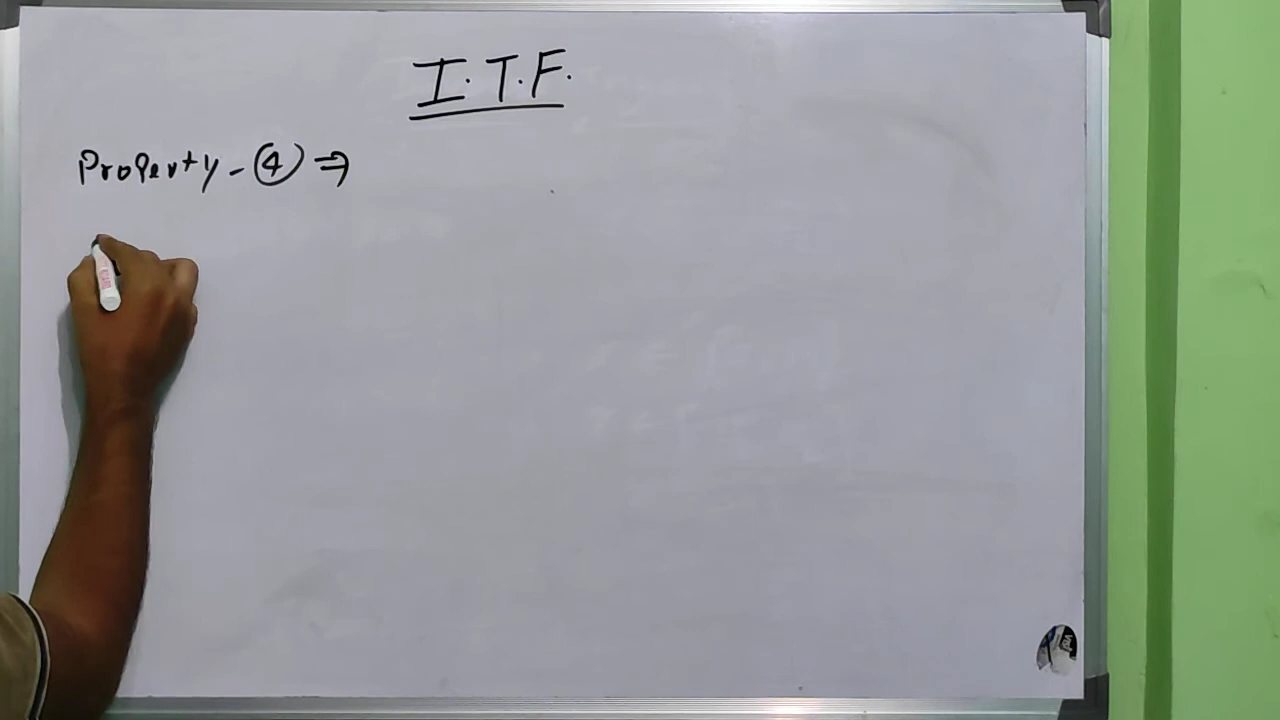 I.T.F.
Property - ④ ⇒